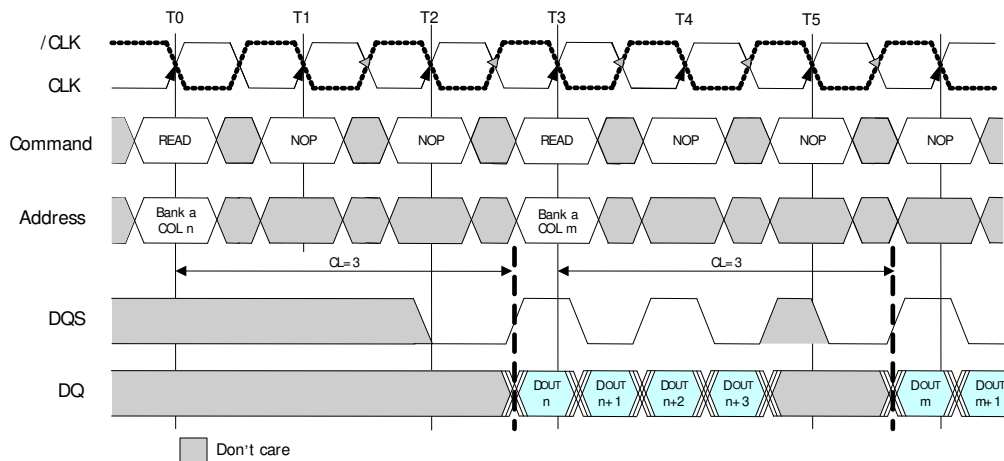 T0 T1 T2 T3 T4 T5
/CLK
CLK
Command READ NOP NOP READ NOP NOP NOP
Address Bank a COL n Bank a COL m
CL= 3 CL= 3
DQS
DQ DOUT n DOUT n+1 DOUT n+2 DOUT n+3 DOUT m DOUT m+1
Don't care